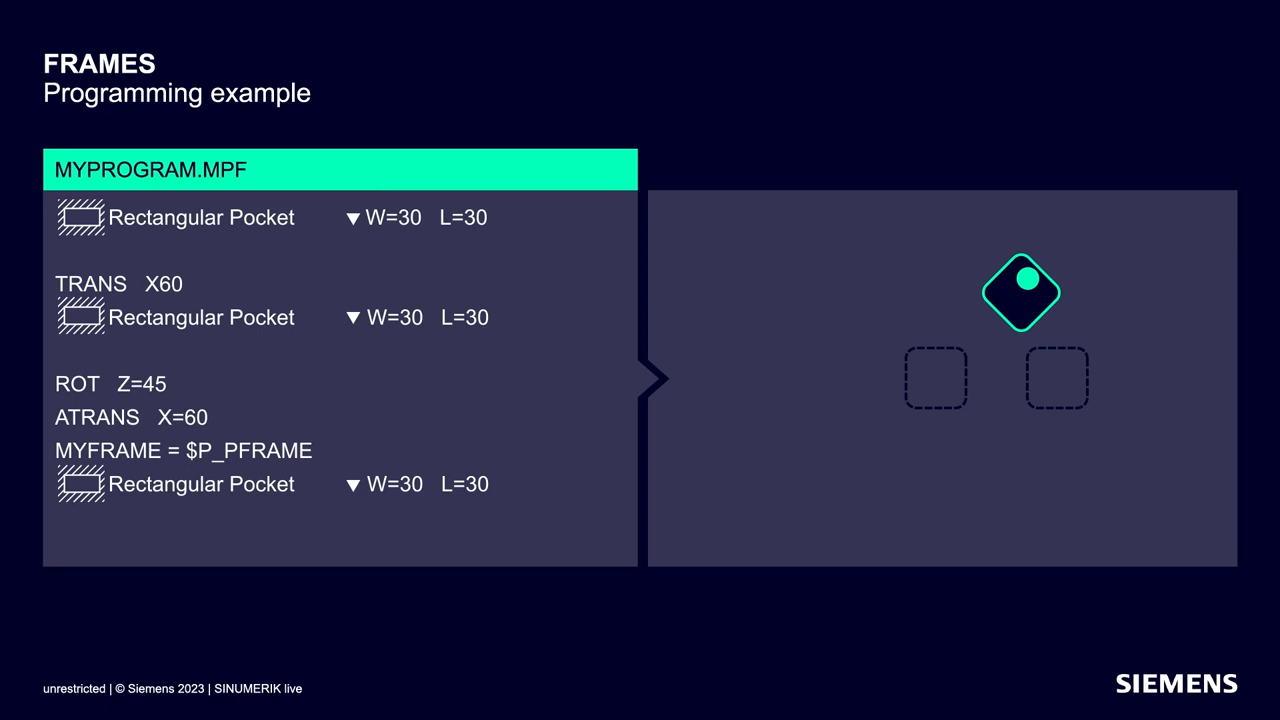 FRAMES
Programming example
MYPROGRAM.MPF
Rectangular Pocket W=30 L=30
TRANS X60
Rectangular Pocket W=30 L=30
ROT Z=45
ATRANS X=60
MYFRAME = $P_PFRAME
Rectangular Pocket W=30 L=30
unrestricted | © Siemens 2023 | SINUMERIK live
SIEMENS